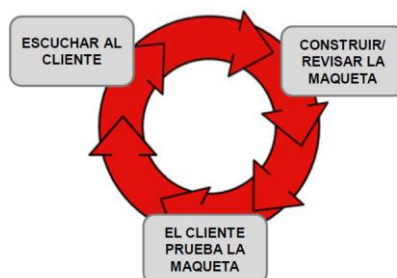 ESCUCHAR AL
CLIENTE
CONSTRUIR/
REVISAR LA
MAQUETA
EL CLIENTE
PRUEBA LA
MAQUETA